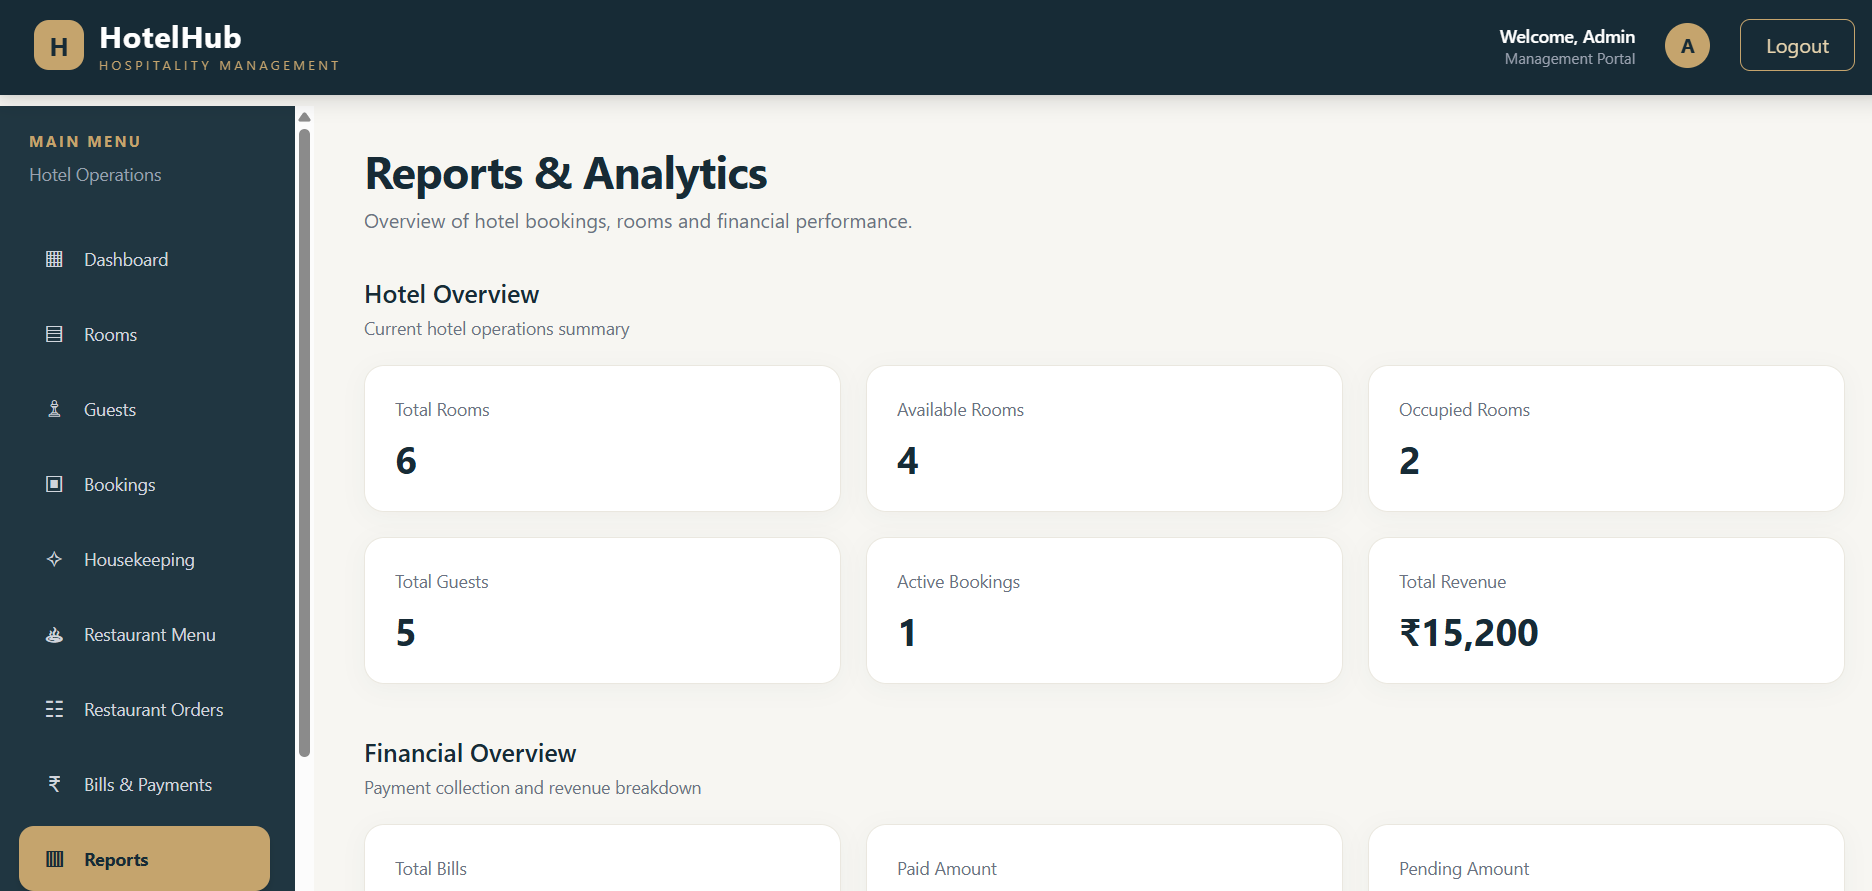 H
HotelHub
HOSPITALITY MANAGEMENT
Welcome, Admin
Management Portal
A
Logout
MAIN MENU
Hotel Operations
Dashboard
Rooms
Guests
Bookings
Housekeeping
Restaurant Menu
Restaurant Orders
₹ Bills & Payments
Reports
Reports & Analytics
Overview of hotel bookings, rooms and financial performance.
Hotel Overview
Current hotel operations summary
Total Rooms
6
Available Rooms
4
Occupied Rooms
2
Total Guests
5
Active Bookings
1
Total Revenue
₹15,200
Financial Overview
Payment collection and revenue breakdown
Total Bills
Paid Amount
Pending Amount